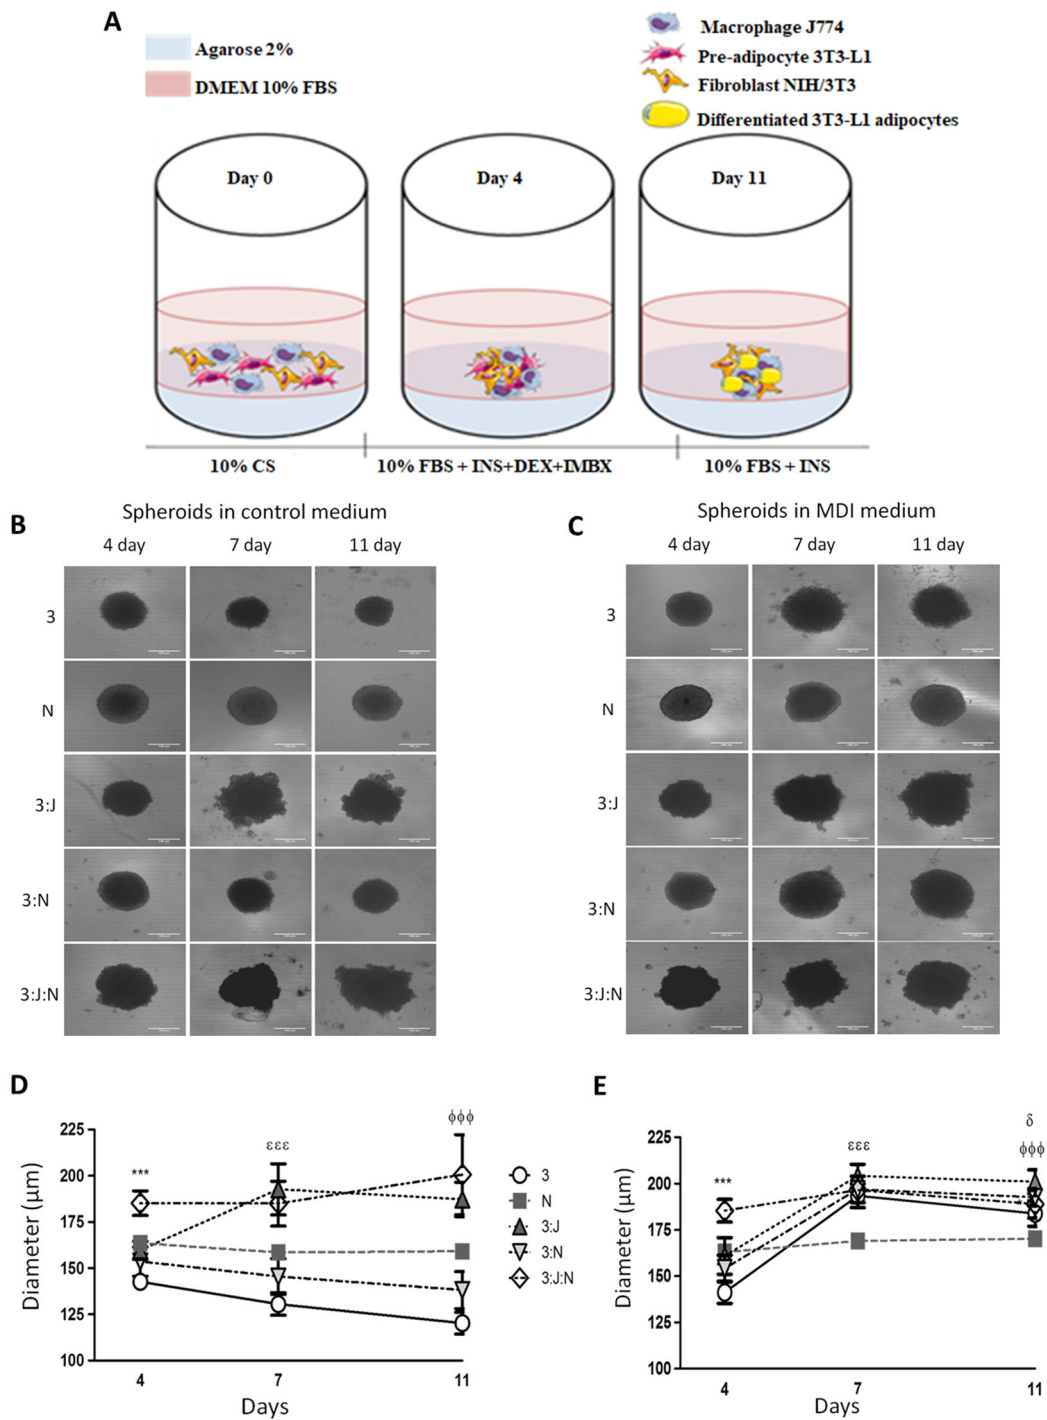 A
Agarose 2%
DMEM 10% FBS
Macrophage J774
Pre-adipocyte 3T3-L1
Fibroblast NIH/3T3
Differentiated 3T3-L1 adipocytes
Day 0
Day 4
Day 11
10% CS
10% FBS + INS+DEX+IMBX
10% FBS + INS
B
Spheroids in control medium
4 day 7 day 11 day
3
N
3:J
3:N
3:J:N
C
Spheroids in MDI medium
4 day 7 day 11 day
3
N
3:J
3:N
3:J:N
D
Diameter (μm)
225
200
175
150
125
100
***
εεε
ϕϕϕ
4 7 11
Days
3
N
3:J
3:N
3:J:N
E
Diameter (μm)
225
200
175
150
125
100
***
εεε
δ
ϕϕϕ
4 7 11
Days